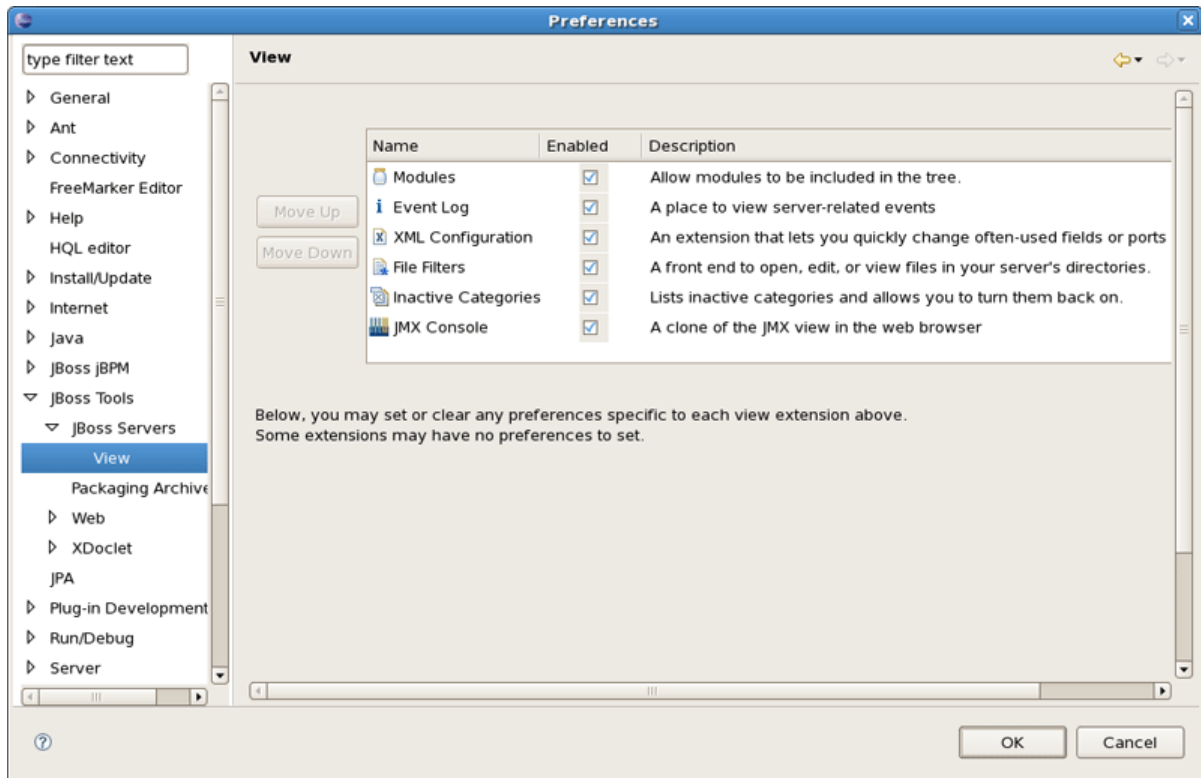 Preferences
type filter text
General
Ant
Connectivity
FreeMarker Editor
Help
HQL editor
Install/Update
Internet
Java
JBoss jBPM
JBoss Tools
JBoss Servers
View
Packaging Archive
Web
XDoclet
JPA
Plug-in Development
Run/Debug
Server
View
Move Up
Move Down
Name Enabled Description
Modules Allow modules to be included in the tree.
Event Log A place to view server-related events
XML Configuration An extension that lets you quickly change often-used fields or ports
File Filters A front end to open, edit, or view files in your server's directories.
Inactive Categories Lists inactive categories and allows you to turn them back on.
JMX Console A clone of the JMX view in the web browser
Below, you may set or clear any preferences specific to each view extension above.
Some extensions may have no preferences to set.
OK Cancel